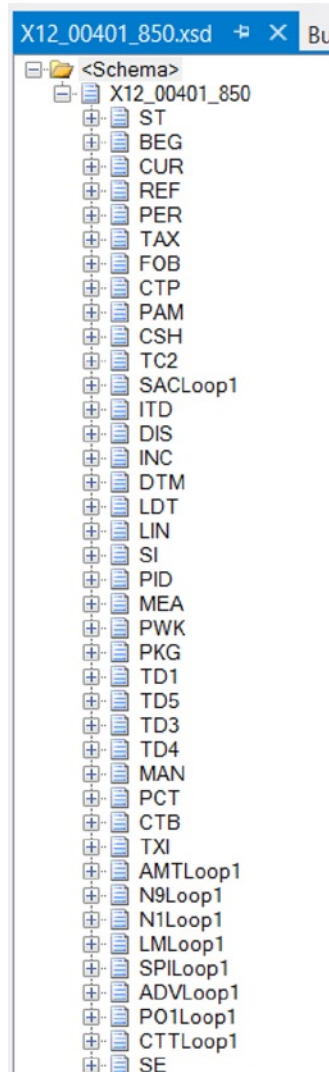 X12_00401_850.xsd Bu
<Schema>
X12_00401_850
ST
BEG
CUR
REF
PER
TAX
FOB
CTP
PAM
CSH
TC2
SACLoop1
ITD
DIS
INC
DTM
LDT
LIN
SI
PID
MEA
PWK
PKG
TD1
TD5
TD3
TD4
MAN
PCT
CTB
TXI
AMTLoop1
N9Loop1
N1Loop1
LMLoop1
SPILoop1
ADVLoop1
PO1Loop1
CTTLoop1
SE